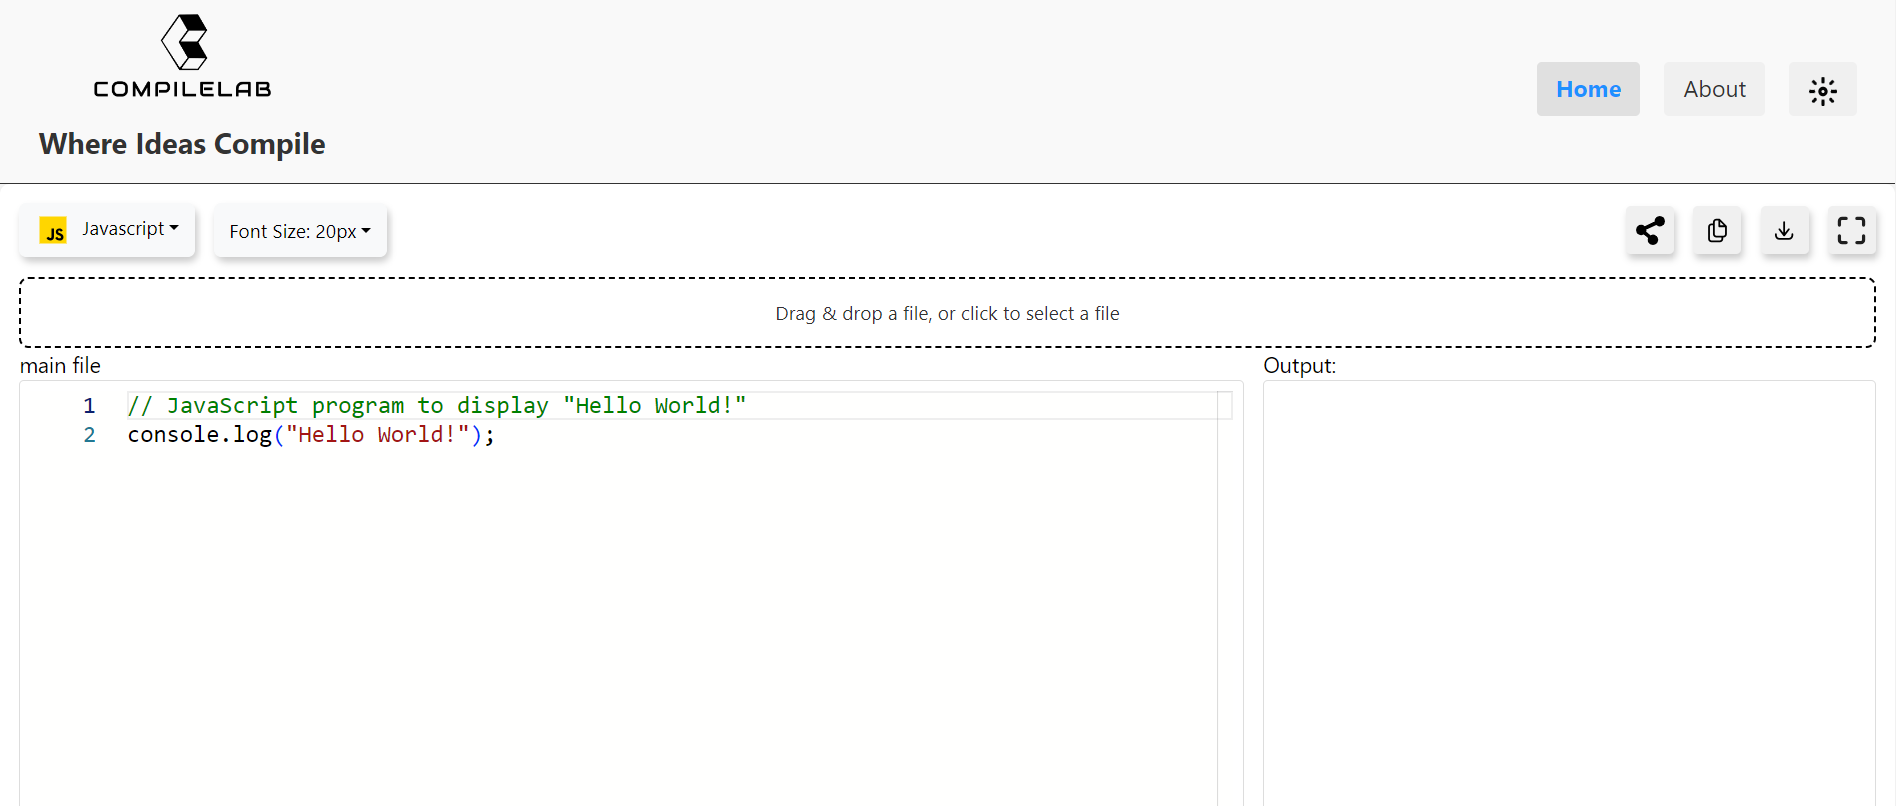 COMPILELAB
Where Ideas Compile
Home
About
JS Javascript
Font Size: 20px
Drag & drop a file, or click to select a file
main file
Output:
1 // JavaScript program to display "Hello World!"
2 console.log("Hello World!");